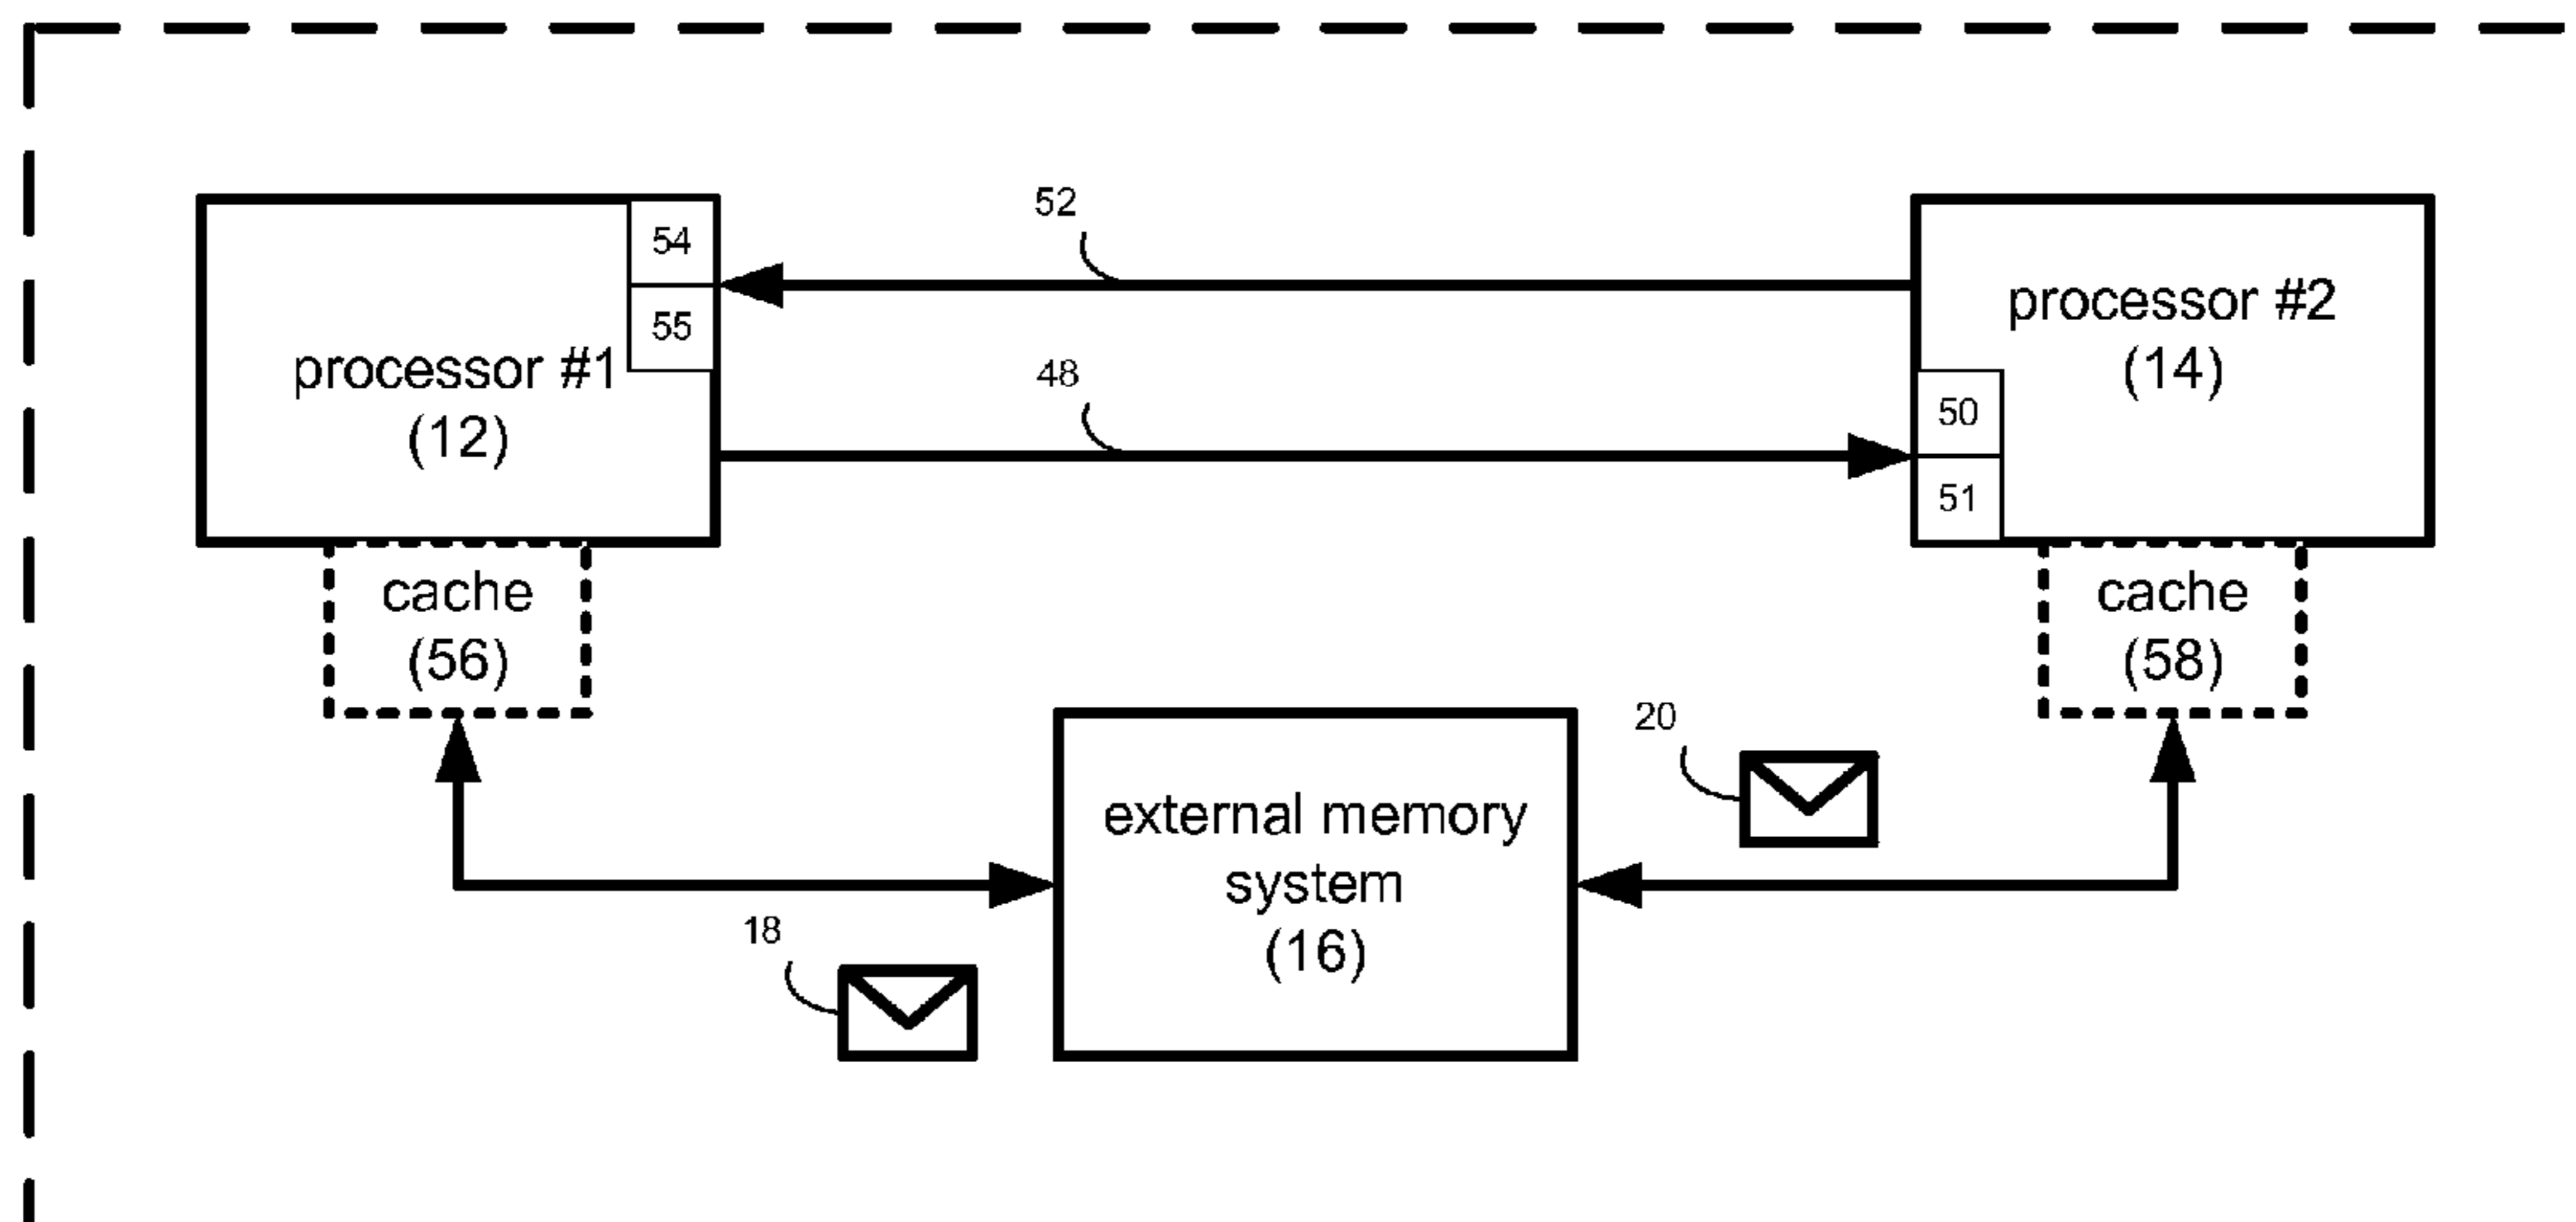 52
54
55
processor #1
(12)
processor #2
(14)
48
50
51
cache
(56)
cache
(58)
20
external memory
system
(16)
18